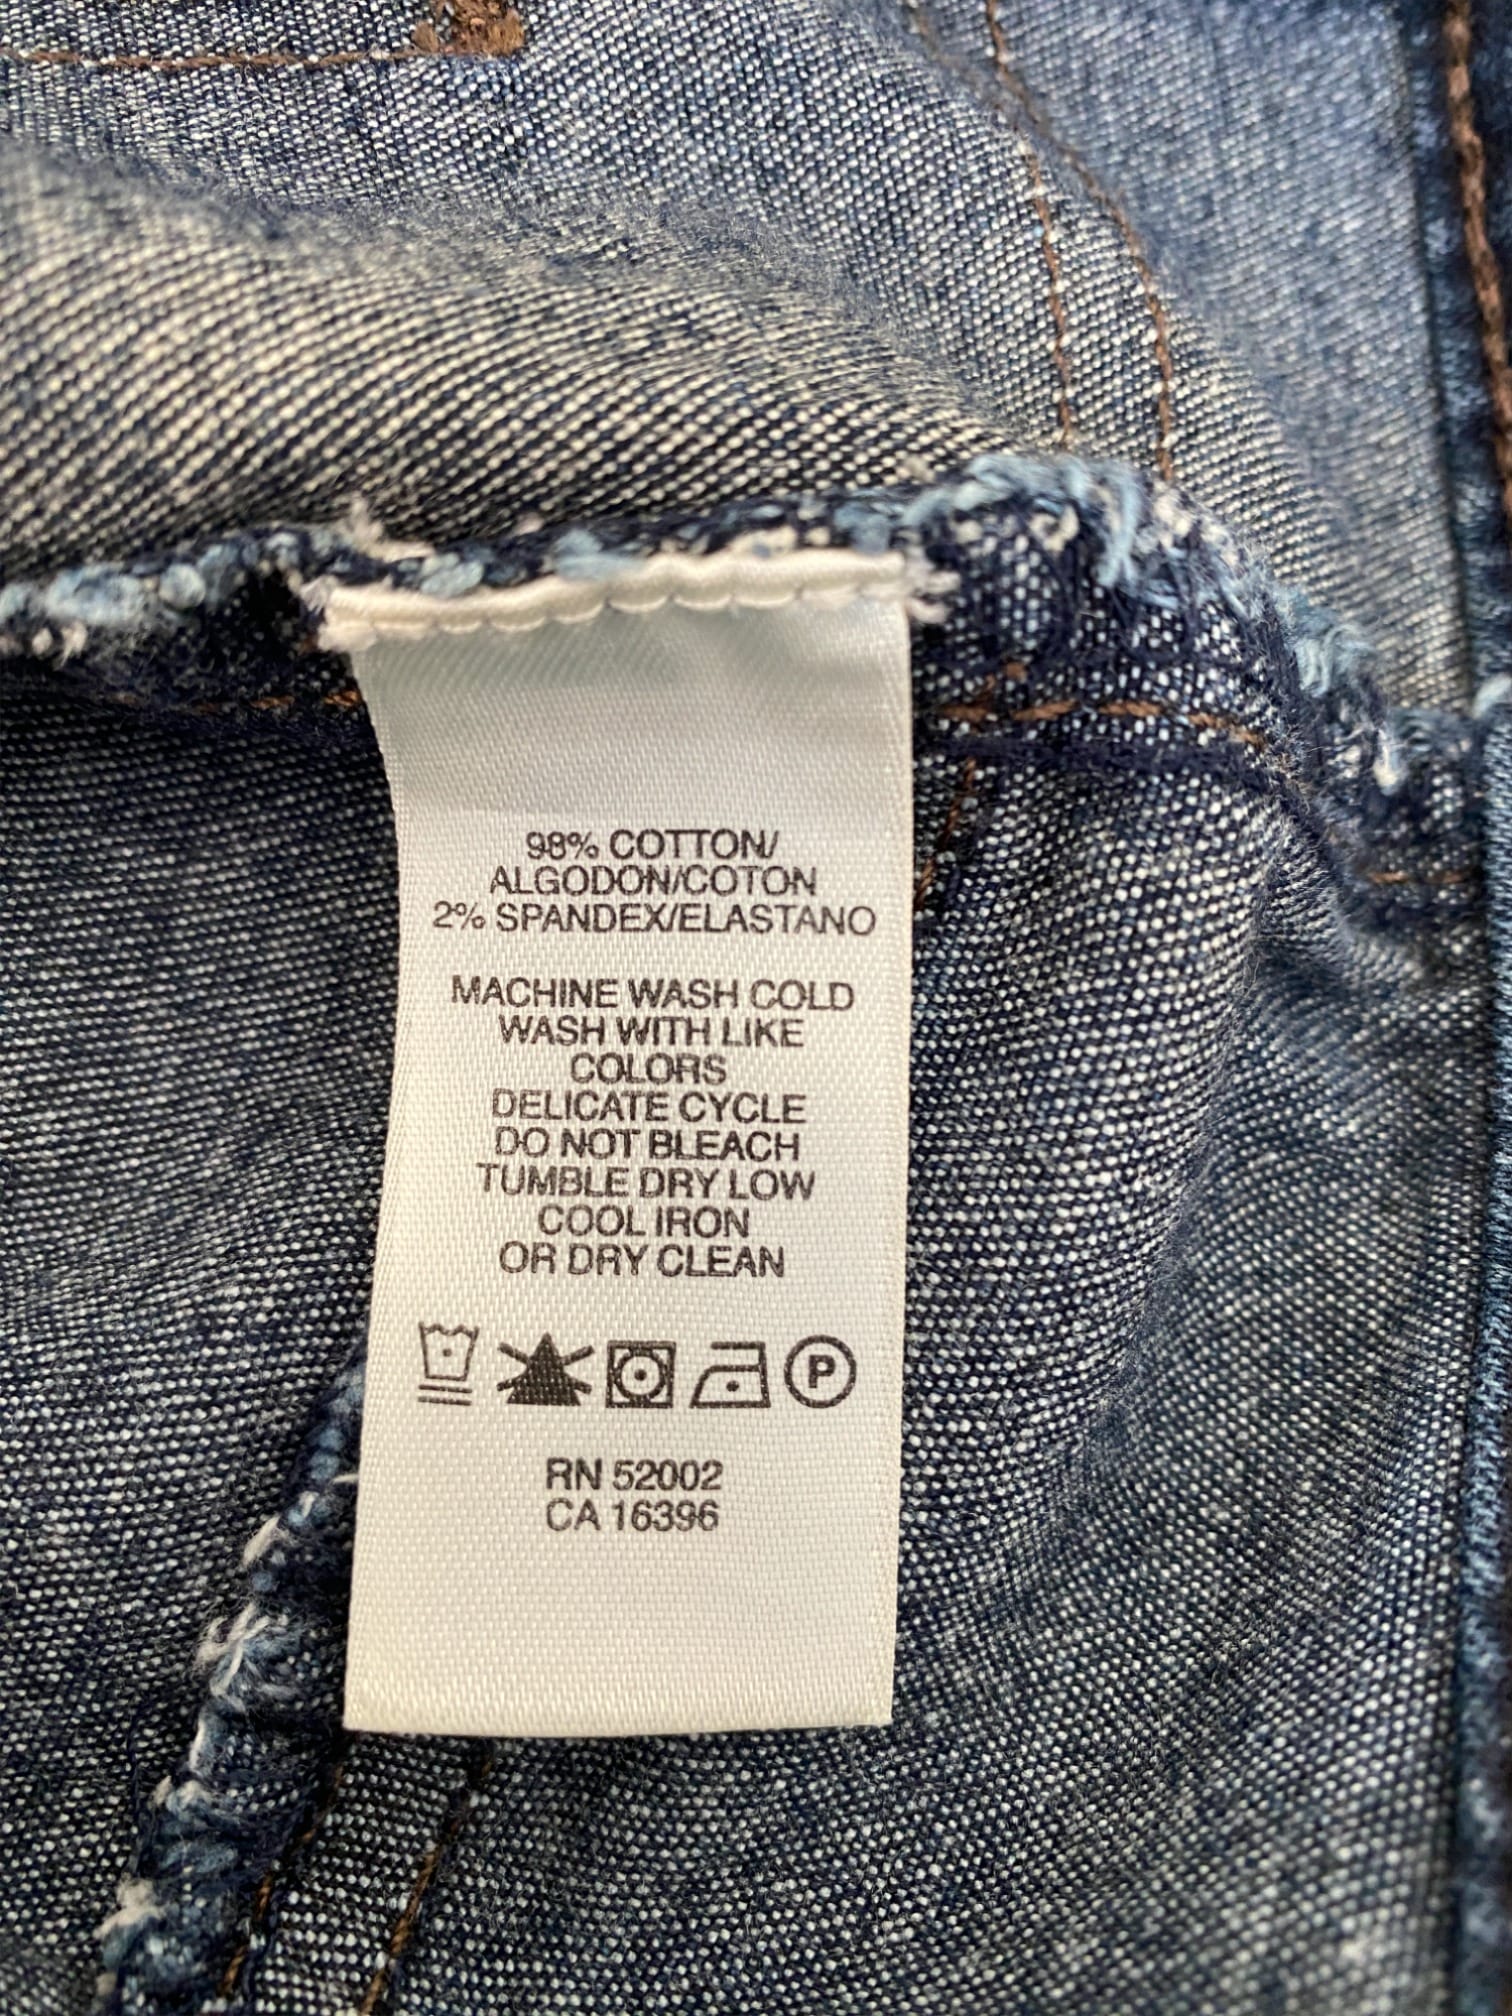 98% COTTON/
ALGODON/COTON
2% SPANDEX/ELASTANO
MACHINE WASH COLD
WASH WITH LIKE
COLORS
DELICATE CYCLE
DO NOT BLEACH
TUMBLE DRY LOW
COOL IRON
OR DRY CLEAN
P
RN 52002
CA 16396